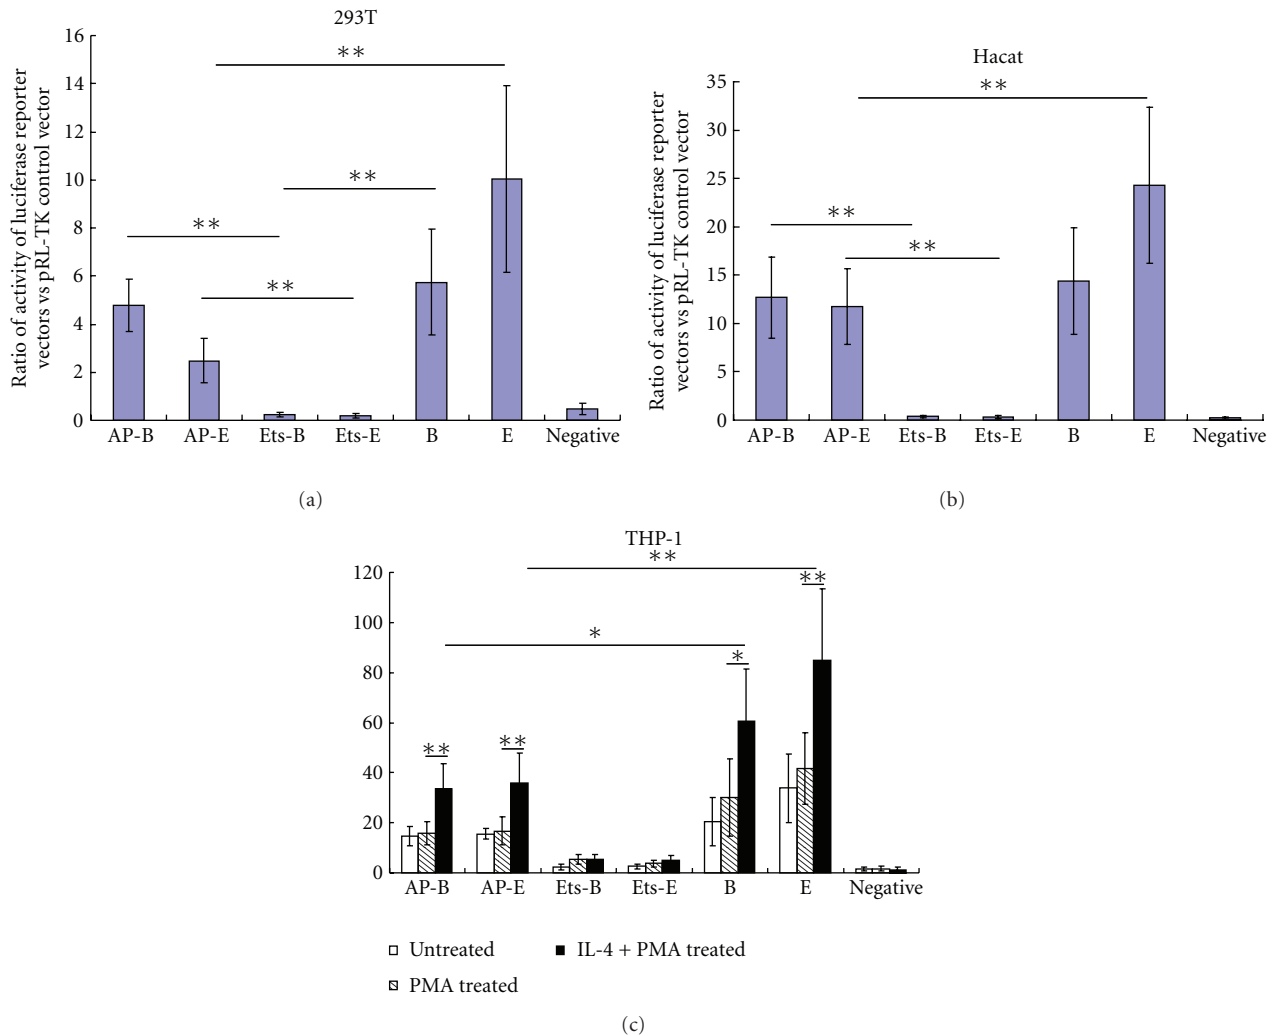 293T
Ratio of activity of luciferase reporter
vectors vs pRL-TK control vector
16
14
12
10
8
6
4
2
0
**
**
**
**
AP-B AP-E Ets-B Ets-E B E Negative
(a)
Hacat
Ratio of activity of luciferase reporter
vectors vs pRL-TK control vector
35
30
25
20
15
10
5
0
**
**
**
AP-B AP-E Ets-B Ets-E B E Negative
(b)
THP-1
120
100
80
60
40
20
0
**
**
*
*
** **
AP-B AP-E Ets-B Ets-E B E Negative
Untreated IL-4 + PMA treated
PMA treated
(c)